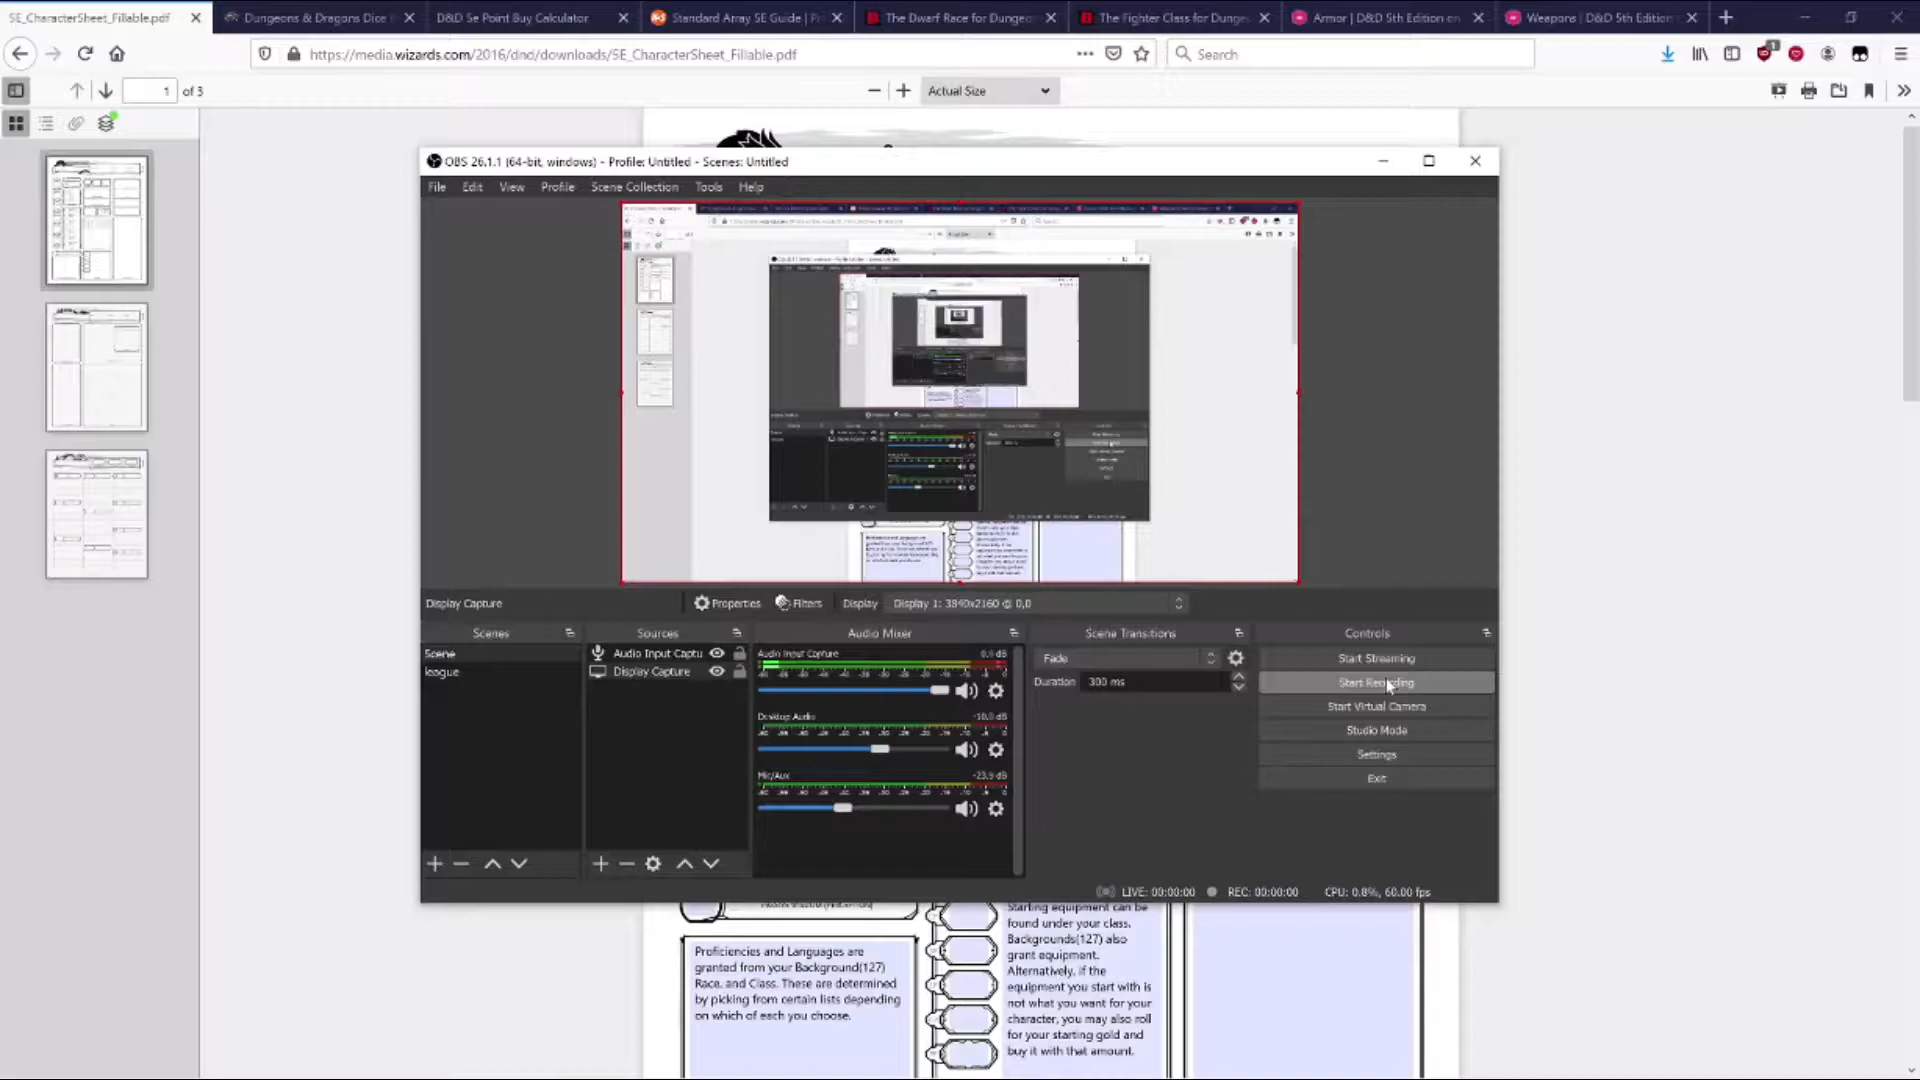 5E_CharacterSheet_Fillable.pdf
Dungeons & Dragons Dice
D&D 5e Point Buy Calculator
Standard Array 5E Guide | Pr
The Dwarf Race for Dungeo
The Fighter Class for Dunge
Armor | D&D 5th Edition on
Weapons | D&D 5th Edition
https://media.wizards.com/2016/dnd/downloads/5E_CharacterSheet_Fillable.pdf
Search
1
1 of 3
Actual Size
OBS 26.1.1 (64-bit, windows) - Profile: Untitled - Scenes: Untitled
File Edit View Profile Scene Collection Tools Help
Display Capture
Properties
Filters
Display
Display 1: 3840x2160 @ 0,0
Scenes
Sources
Audio Mixer
Scene Transitions
Controls
Scene
league
Audio Input Captu
Display Capture
Audio Input Capture
0.0 dB
Desktop Audio
-10.0 dB
Mic/Aux
-23.9 dB
Fade
Duration 300 ms
Start Streaming
Start Recording
Start Virtual Camera
Studio Mode
Settings
Exit
LIVE: 00:00:00
REC: 00:00:00
CPU: 0.8%, 60.00 fps
Proficiencies and Languages are
granted from your Background(127)
Race, and Class. These are determined
by picking from certain lists depending
on which of each you choose.
Starting equipment can be
found under your class.
Backgrounds(127) also
grant equipment.
Alternatively, if the
equipment you start with is
not what you want for your
character, you may also roll
for your starting gold and
buy it with that amount.